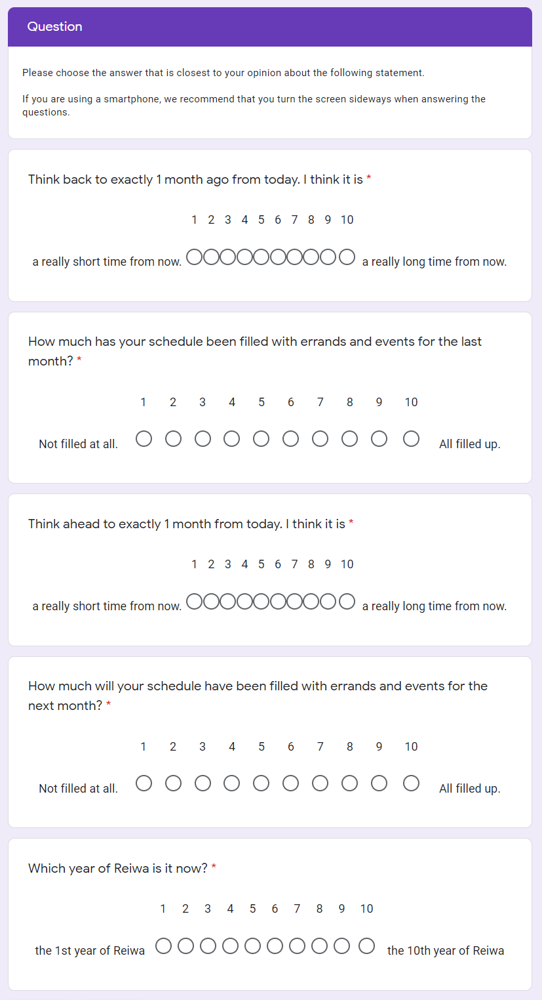 Question
Please choose the answer that is closest to your opinion about the following statement.
If you are using a smartphone, we recommend that you turn the screen sideways when answering the
questions.
Think back to exactly 1 month ago from today. I think it is *
1 2 3 4 5 6 7 8 9 10
a really short time from now. a really long time from now.
How much has your schedule been filled with errands and events for the last
month? *
1 2 3 4 5 6 7 8 9 10
Not filled at all. All filled up.
Think ahead to exactly 1 month from today. I think it is *
1 2 3 4 5 6 7 8 9 10
a really short time from now. a really long time from now.
How much will your schedule have been filled with errands and events for the
next month? *
1 2 3 4 5 6 7 8 9 10
Not filled at all. All filled up.
Which year of Reiwa is it now? *
1 2 3 4 5 6 7 8 9 10
the 1st year of Reiwa the 10th year of Reiwa